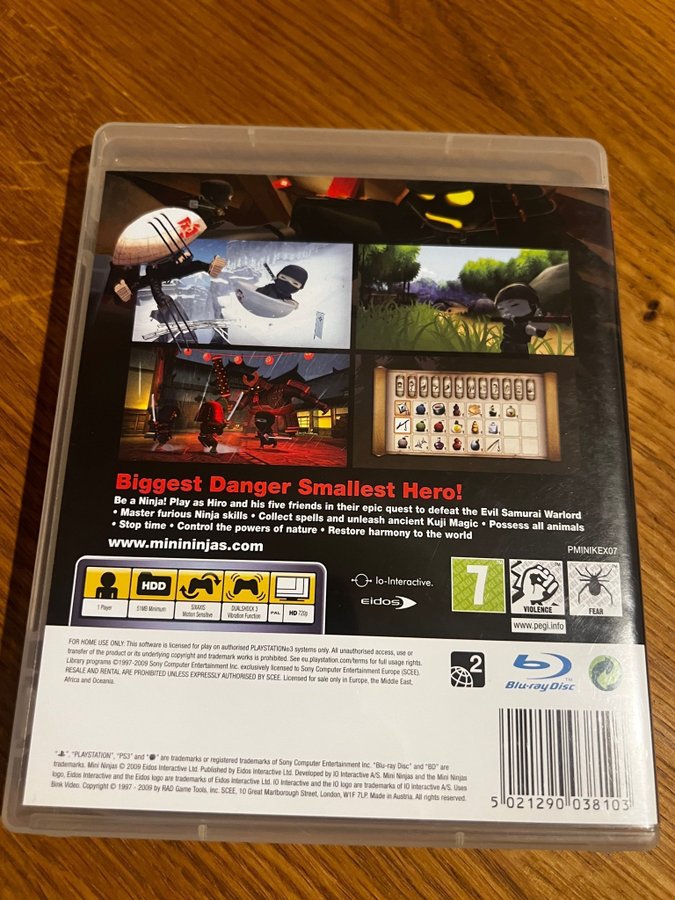 Biggest Danger Smallest Hero!
Be a Ninja! Play as Hiro and his five friends in their epic quest to defeat the Evil Samurai Warlord
• Master furious Ninja skills • Collect spells and unleash ancient Kuji Magic • Possess all animals
• Stop time • Control the powers of nature • Restore harmony to the world
www.minininjas.com
PMINIKEX07
1 Player
HDD
51MB Minimum
SIXAXIS
Motion Sensitive
DUALSHOCK 3
Vibration Function
PAL
HD 720p
Io-Interactive.
eidos
7
VIOLENCE
FEAR
www.pegi.info
FOR HOME USE ONLY: This software is licensed for play on authorised PLAYSTATION®3 systems only. All unauthorised access, use or
transfer of the product or its underlying copyright and trademark works is prohibited. See eu.playstation.com/terms for full usage rights.
Library programs ©1997-2009 Sony Computer Entertainment Inc. exclusively licensed to Sony Computer Entertainment Europe (SCEE).
RESALE AND RENTAL ARE PROHIBITED UNLESS EXPRESSLY AUTHORISED BY SCEE. Licensed for sale only in Europe, the Middle East,
Africa and Oceania.
2
Blu-ray Disc
TM
", "PLAYSTATION", "PS3" and " " are trademarks or registered trademarks of Sony Computer Entertainment Inc. "Blu-ray Disc" and "BD" are
trademarks. Mini Ninjas © 2009 Eidos Interactive Ltd. Published by Eidos Interactive Ltd. Developed by IO Interactive A/S. Mini Ninjas and the Mini Ninjas
logo, Eidos Interactive and the Eidos logo are trademarks of Eidos Interactive Ltd. IO Interactive and the IO logo are trademarks of IO Interactive A/S. Uses
Bink Video. Copyright © 1997 - 2009 by RAD Game Tools, inc. SCEE, 10 Great Marlborough Street, London, W1F 7LP. Made in Austria. All rights reserved.
5 021290 038103